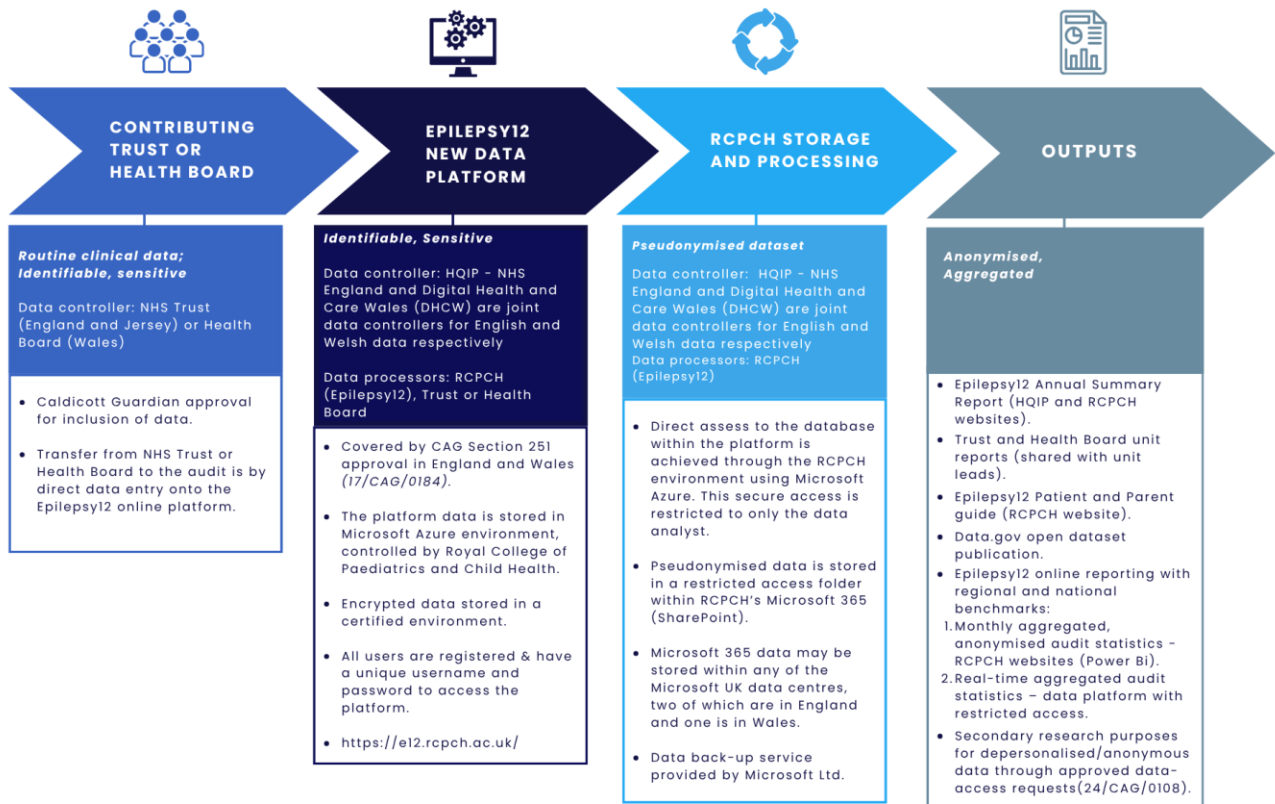 CONTRIBUTING
TRUST OR
HEALTH BOARD
Routine clinical data;
Identifiable, sensitive
Data controller: NHS Trust
(England and Jersey) or Health
Board (Wales)
• Caldicott Guardian approval
for inclusion of data.
• Transfer from NHS Trust or
Health Board to the audit is by
direct data entry onto the
Epilepsy12 online platform.
EPILEPSY12
NEW DATA
PLATFORM
Identifiable, Sensitive
Data controller: HQIP - NHS
England and Digital Health and
Care Wales (DHCW) are joint
data controllers for English and
Welsh data respectively
Data processors: RCPCH
(Epilepsy12), Trust or Health
Board
• Covered by CAG Section 251
approval in England and Wales
(17/CAG/0184).
• The platform data is stored in
Microsoft Azure environment,
controlled by Royal College of
Paediatrics and Child Health.
• Encrypted data stored in a
certified environment.
• All users are registered & have
a unique username and
password to access the
platform.
• https://e12.rcpch.ac.uk/
RCPCH STORAGE
AND PROCESSING
Pseudonymised dataset
Data controller: HQIP - NHS
England and Digital Health and
Care Wales (DHCW) are joint
data controllers for English and
Welsh data respectively
Data processors: RCPCH
(Epilepsy12)
• Direct assess to the database
within the platform is
achieved through the RCPCH
environment using Microsoft
Azure. This secure access is
restricted to only the data
analyst.
• Pseudonymised data is stored
in a restricted access folder
within RCPCH's Microsoft 365
(SharePoint).
• Microsoft 365 data may be
stored within any of the
Microsoft UK data centres,
two of which are in England
and one is in Wales.
• Data back-up service
provided by Microsoft Ltd.
OUTPUTS
Anonymised,
Aggregated
• Epilepsy12 Annual Summary
Report (HQIP and RCPCH
websites).
• Trust and Health Board unit
reports (shared with unit
leads).
• Epilepsy12 Patient and Parent
guide (RCPCH website).
• Data.gov open dataset
publication.
• Epilepsy12 online reporting with
regional and national
benchmarks:
1. Monthly aggregated,
anonymised audit statistics -
RCPCH websites (Power Bi).
2. Real-time aggregated audit
statistics – data platform with
restricted access.
• Secondary research purposes
for depersonalised/anonymous
data through approved data-
access requests(24/CAG/0108).